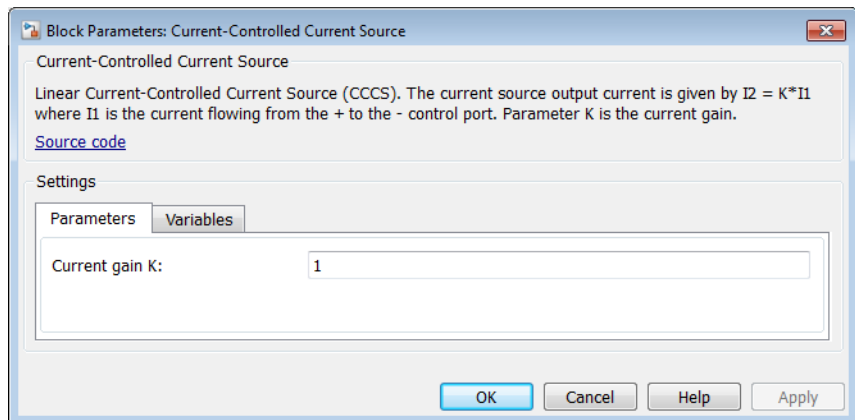 Block Parameters: Current-Controlled Current Source
Current-Controlled Current Source
Linear Current-Controlled Current Source (CCCS). The current source output current is given by I2 = K*I1
where I1 is the current flowing from the + to the - control port. Parameter K is the current gain.
Source code
Settings
Parameters Variables
Current gain K: 1
OK Cancel Help Apply